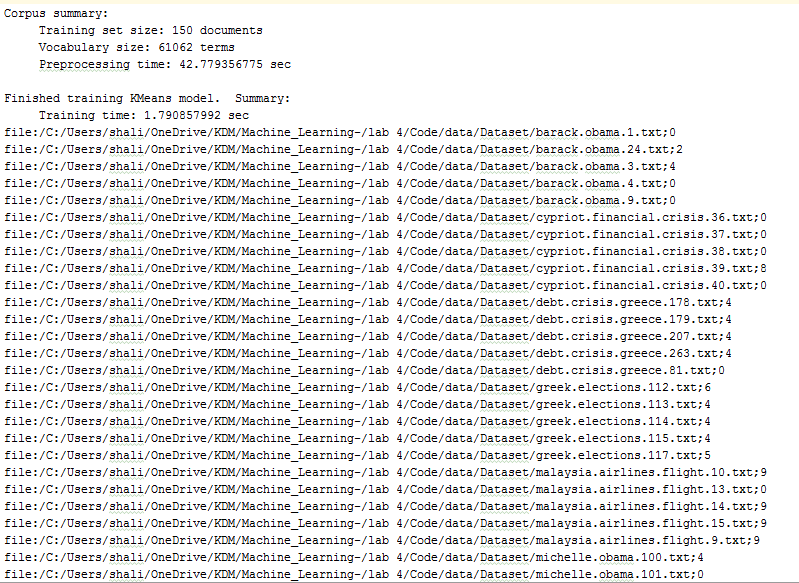 Corpus summary:
Training set size: 150 documents
Vocabulary size: 61062 terms
Preprocessing time: 42.779356775 sec
Finished training KMeans model.  Summary:
Training time: 1.790857992 sec
file:/C:/Users/shali/OneDrive/KDM/Machine_Learning-/lab 4/Code/data/Dataset/barack.obama.1.txt;0
file:/C:/Users/shali/OneDrive/KDM/Machine_Learning-/lab 4/Code/data/Dataset/barack.obama.24.txt;2
file:/C:/Users/shali/OneDrive/KDM/Machine_Learning-/lab 4/Code/data/Dataset/barack.obama.3.txt;4
file:/C:/Users/shali/OneDrive/KDM/Machine_Learning-/lab 4/Code/data/Dataset/barack.obama.4.txt;0
file:/C:/Users/shali/OneDrive/KDM/Machine_Learning-/lab 4/Code/data/Dataset/barack.obama.9.txt;0
file:/C:/Users/shali/OneDrive/KDM/Machine_Learning-/lab 4/Code/data/Dataset/cypriot.financial.crisis.36.txt;0
file:/C:/Users/shali/OneDrive/KDM/Machine_Learning-/lab 4/Code/data/Dataset/cypriot.financial.crisis.37.txt;0
file:/C:/Users/shali/OneDrive/KDM/Machine_Learning-/lab 4/Code/data/Dataset/cypriot.financial.crisis.38.txt;0
file:/C:/Users/shali/OneDrive/KDM/Machine_Learning-/lab 4/Code/data/Dataset/cypriot.financial.crisis.39.txt;8
file:/C:/Users/shali/OneDrive/KDM/Machine_Learning-/lab 4/Code/data/Dataset/cypriot.financial.crisis.40.txt;0
file:/C:/Users/shali/OneDrive/KDM/Machine_Learning-/lab 4/Code/data/Dataset/debt.crisis.greece.178.txt;4
file:/C:/Users/shali/OneDrive/KDM/Machine_Learning-/lab 4/Code/data/Dataset/debt.crisis.greece.179.txt;4
file:/C:/Users/shali/OneDrive/KDM/Machine_Learning-/lab 4/Code/data/Dataset/debt.crisis.greece.207.txt;4
file:/C:/Users/shali/OneDrive/KDM/Machine_Learning-/lab 4/Code/data/Dataset/debt.crisis.greece.263.txt;4
file:/C:/Users/shali/OneDrive/KDM/Machine_Learning-/lab 4/Code/data/Dataset/debt.crisis.greece.81.txt;0
file:/C:/Users/shali/OneDrive/KDM/Machine_Learning-/lab 4/Code/data/Dataset/greek.elections.112.txt;6
file:/C:/Users/shali/OneDrive/KDM/Machine_Learning-/lab 4/Code/data/Dataset/greek.elections.113.txt;4
file:/C:/Users/shali/OneDrive/KDM/Machine_Learning-/lab 4/Code/data/Dataset/greek.elections.114.txt;4
file:/C:/Users/shali/OneDrive/KDM/Machine_Learning-/lab 4/Code/data/Dataset/greek.elections.115.txt;4
file:/C:/Users/shali/OneDrive/KDM/Machine_Learning-/lab 4/Code/data/Dataset/greek.elections.117.txt;5
file:/C:/Users/shali/OneDrive/KDM/Machine_Learning-/lab 4/Code/data/Dataset/malaysia.airlines.flight.10.txt;9
file:/C:/Users/shali/OneDrive/KDM/Machine_Learning-/lab 4/Code/data/Dataset/malaysia.airlines.flight.13.txt;0
file:/C:/Users/shali/OneDrive/KDM/Machine_Learning-/lab 4/Code/data/Dataset/malaysia.airlines.flight.14.txt;9
file:/C:/Users/shali/OneDrive/KDM/Machine_Learning-/lab 4/Code/data/Dataset/malaysia.airlines.flight.15.txt;9
file:/C:/Users/shali/OneDrive/KDM/Machine_Learning-/lab 4/Code/data/Dataset/malaysia.airlines.flight.9.txt;9
file:/C:/Users/shali/OneDrive/KDM/Machine_Learning-/lab 4/Code/data/Dataset/michelle.obama.100.txt;4
file:/C:/Users/shali/OneDrive/KDM/Machine_Learning-/lab 4/Code/data/Dataset/michelle.obama.101.txt;0